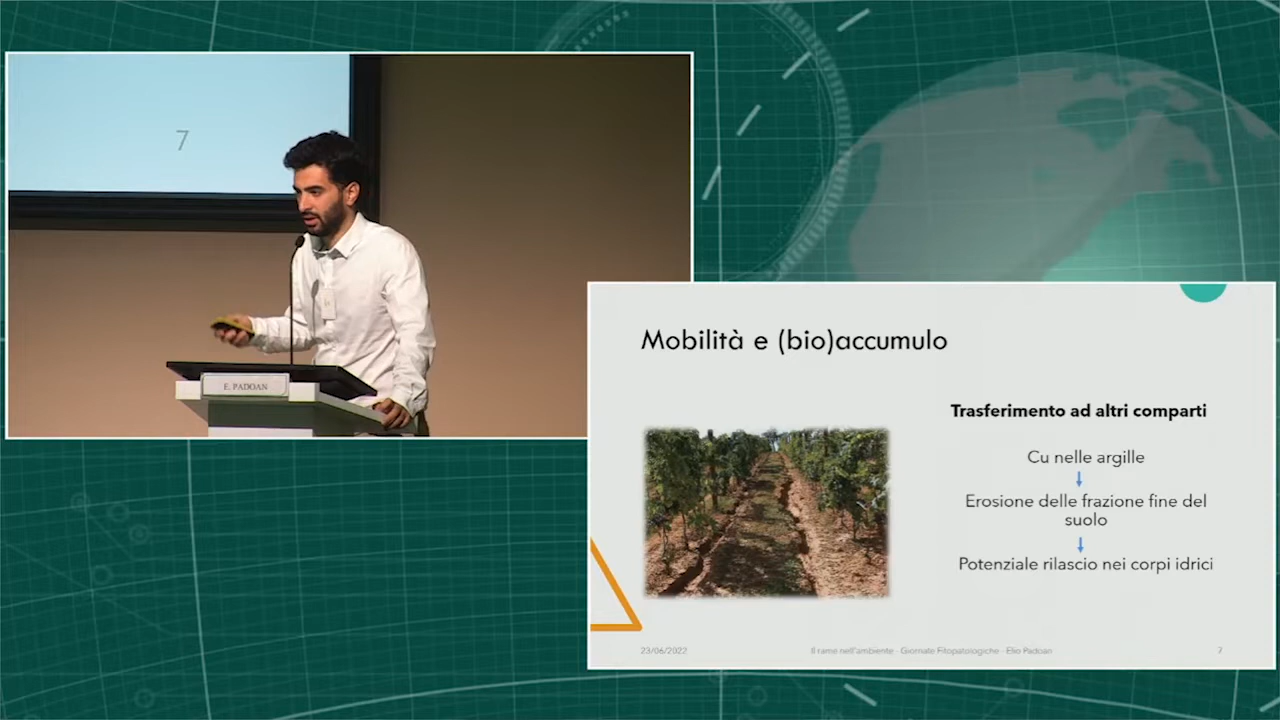 7
E. PADOAN
Mobilità e (bio)accumulo
Trasferimento ad altri comparti
Cu nelle argille
Erosione delle frazione fine del
suolo
Potenziale rilascio nei corpi idrici
23/06/2022
Il rame nell'ambiente - Giornate Fitopatologiche - Elio Padoan
7